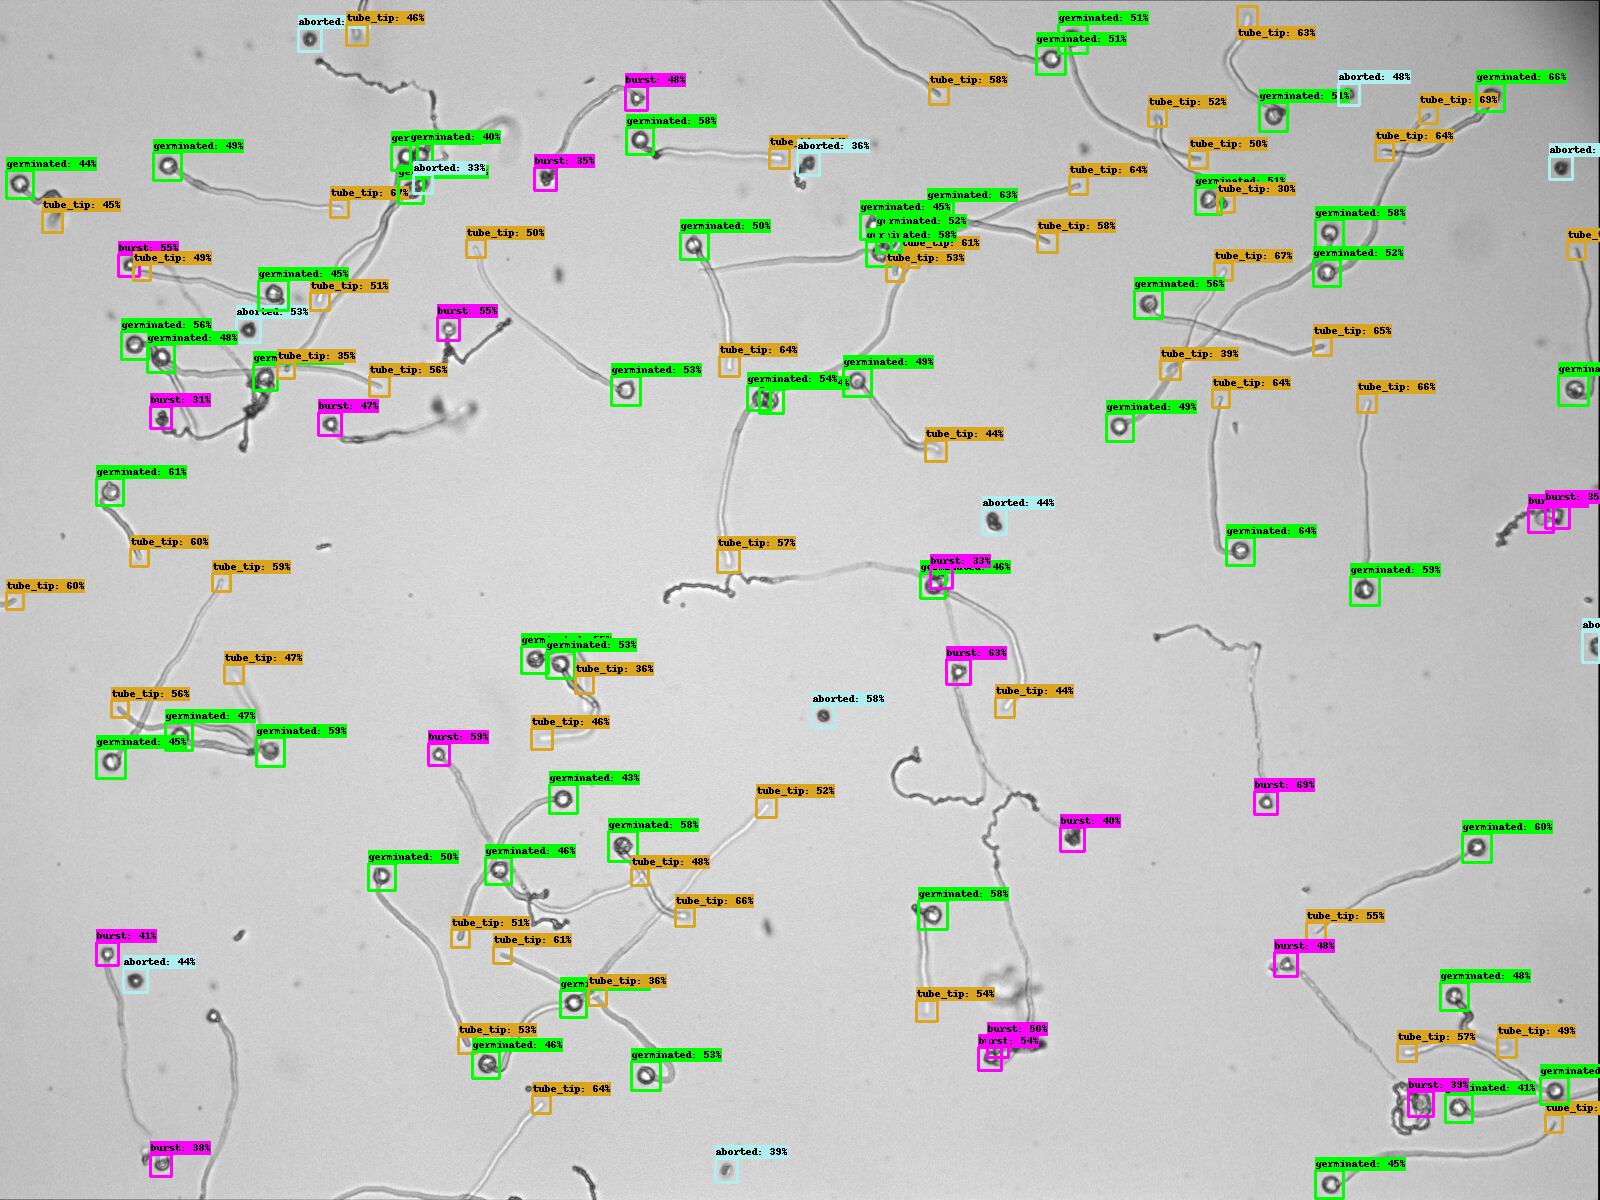 germinated: 51%
aborted:
tube_tip: 46%
germinated: 51%
tube_tip: 63%
burst: 48%
tube_tip: 58%
aborted: 48%
germinated: 66%
germinated: 51%
tube_tip: 52%
tube_tip: 69%
germinated: 58%
germinated: 49%
germinated: 40%
aborted: 36%
tube_tip: 50%
tube_tip: 64%
aborted:
germinated: 44%
burst: 35%
aborted: 33%
tube_tip: 64%
germinated: 51%
tube_tip: 30%
tube_tip: 67%
germinated: 63%
tube_tip: 45%
germinated: 45%
germinated: 58%
germinated: 50%
germinated: 52%
tube_tip: 58%
tube_tip: 50%
germinated: 58%
tube_tip: 61%
burst: 55%
tube_tip: 49%
tube_tip: 53%
tube_tip: 67%
germinated: 52%
germinated: 45%
tube_tip: 51%
germinated: 56%
aborted: 53%
burst: 55%
germinated: 56%
germinated: 48%
tube_tip: 65%
tube_tip: 35%
tube_tip: 64%
tube_tip: 39%
tube_tip: 56%
germinated: 53%
germinated: 54%
germinated: 49%
tube_tip: 64%
tube_tip: 66%
burst: 31%
burst: 47%
germinated: 49%
tube_tip: 44%
germinated: 61%
aborted: 44%
burst: 35
germinated: 64%
tube_tip: 60%
tube_tip: 57%
tube_tip: 59%
burst: 33%
germinated: 59%
tube_tip: 60%
germinated: 53%
burst: 63%
tube_tip: 47%
tube_tip: 36%
tube_tip: 56%
tube_tip: 44%
aborted: 58%
germinated: 47%
tube_tip: 46%
germinated: 59%
burst: 59%
germinated: 45%
germinated: 43%
tube_tip: 52%
burst: 69%
germinated: 58%
burst: 40%
germinated: 60%
germinated: 50%
germinated: 46%
tube_tip: 48%
germinated: 58%
tube_tip: 66%
tube_tip: 51%
tube_tip: 55%
burst: 41%
tube_tip: 61%
burst: 48%
aborted: 44%
germinated: 48%
tube_tip: 36%
tube_tip: 54%
tube_tip: 53%
burst: 50%
tube_tip: 57%
tube_tip: 49%
germinated: 46%
burst: 54%
germinated: 53%
germinated
tube_tip: 64%
burst: 39%
tube_tip:
burst: 38%
aborted: 39%
germinated: 45%